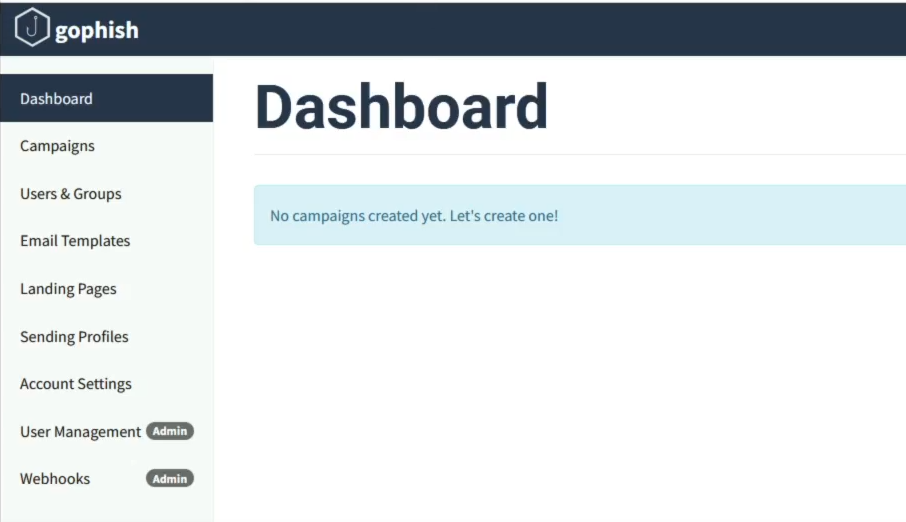 gophish
Dashboard
Campaigns
Users & Groups
Email Templates
Landing Pages
Sending Profiles
Account Settings
User Management Admin
Webhooks Admin
Dashboard
No campaigns created yet. Let's create one!